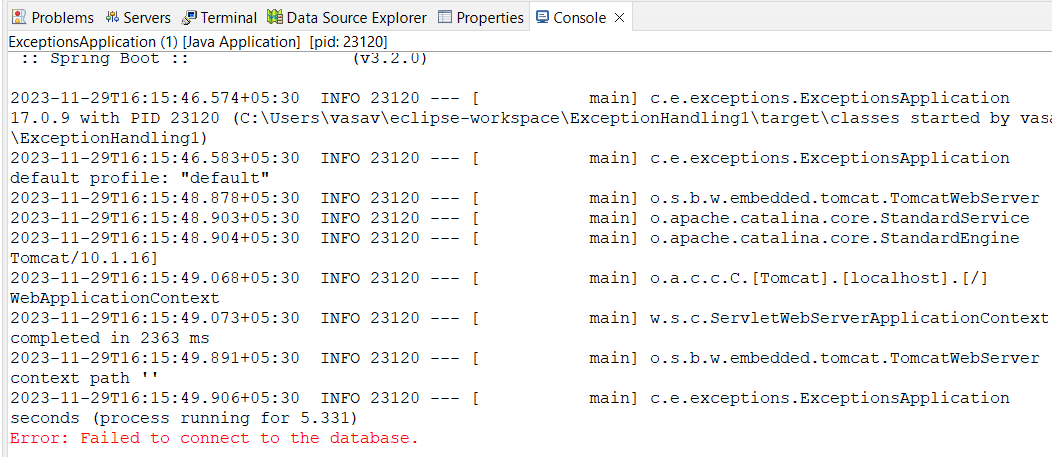 Problems Servers Terminal Data Source Explorer Properties Console
ExceptionsApplication (1) [Java Application] [pid: 23120]
:: Spring Boot :: (v3.2.0)
2023-11-29T16:15:46.574+05:30 INFO 23120 --- [ main] c.e.exceptions.ExceptionsApplication
17.0.9 with PID 23120 (C:\Users\vasav\eclipse-workspace\ExceptionHandling1\target\classes started by vasa
\ExceptionHandling1)
2023-11-29T16:15:46.583+05:30 INFO 23120 --- [ main] c.e.exceptions.ExceptionsApplication
default profile: "default"
2023-11-29T16:15:48.878+05:30 INFO 23120 --- [ main] o.s.b.w.embedded.tomcat.TomcatWebServer
2023-11-29T16:15:48.903+05:30 INFO 23120 --- [ main] o.apache.catalina.core.StandardService
2023-11-29T16:15:48.904+05:30 INFO 23120 --- [ main] o.apache.catalina.core.StandardEngine
Tomcat/10.1.16]
2023-11-29T16:15:49.068+05:30 INFO 23120 --- [ main] o.a.c.c.C.[Tomcat].[localhost].[/]
WebApplicationContext
2023-11-29T16:15:49.073+05:30 INFO 23120 --- [ main] w.s.c.ServletWebServerApplicationContext
completed in 2363 ms
2023-11-29T16:15:49.891+05:30 INFO 23120 --- [ main] o.s.b.w.embedded.tomcat.TomcatWebServer
context path ''
2023-11-29T16:15:49.906+05:30 INFO 23120 --- [ main] c.e.exceptions.ExceptionsApplication
seconds (process running for 5.331)
Error: Failed to connect to the database.